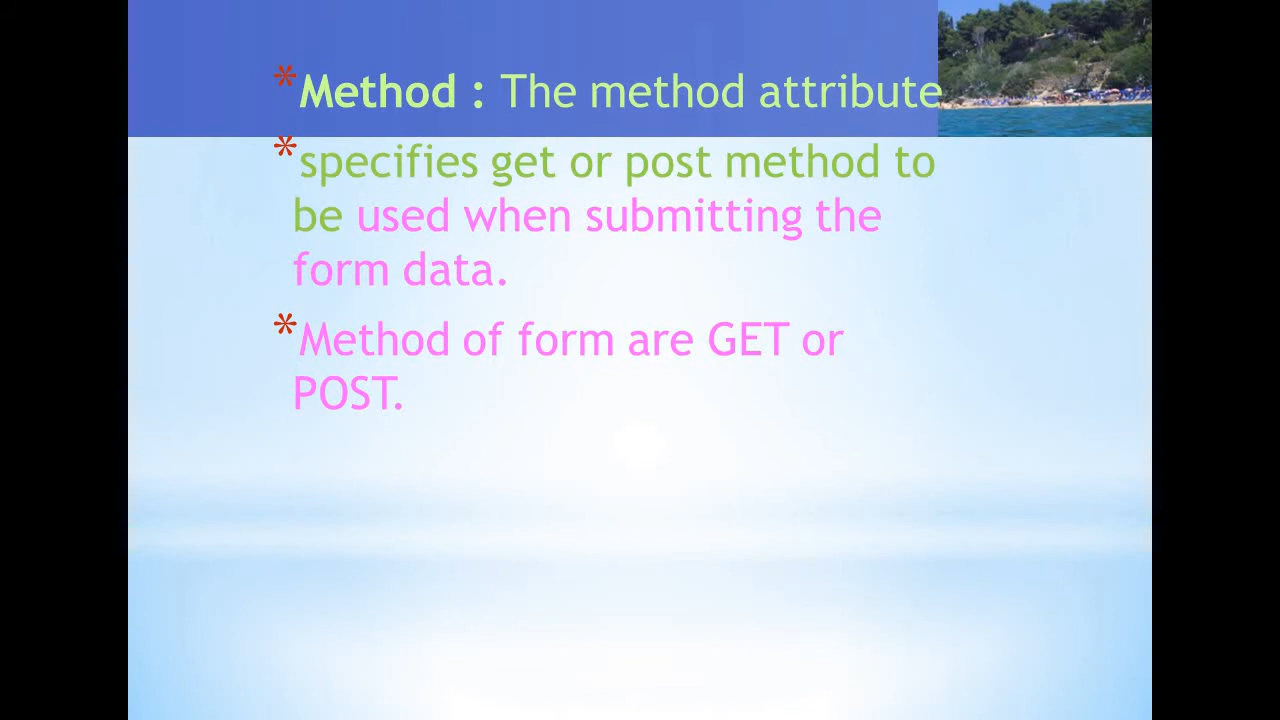 *Method : The method attribute
*specifies get or post method to
be used when submitting the
form data.
*Method of form are GET or
POST.